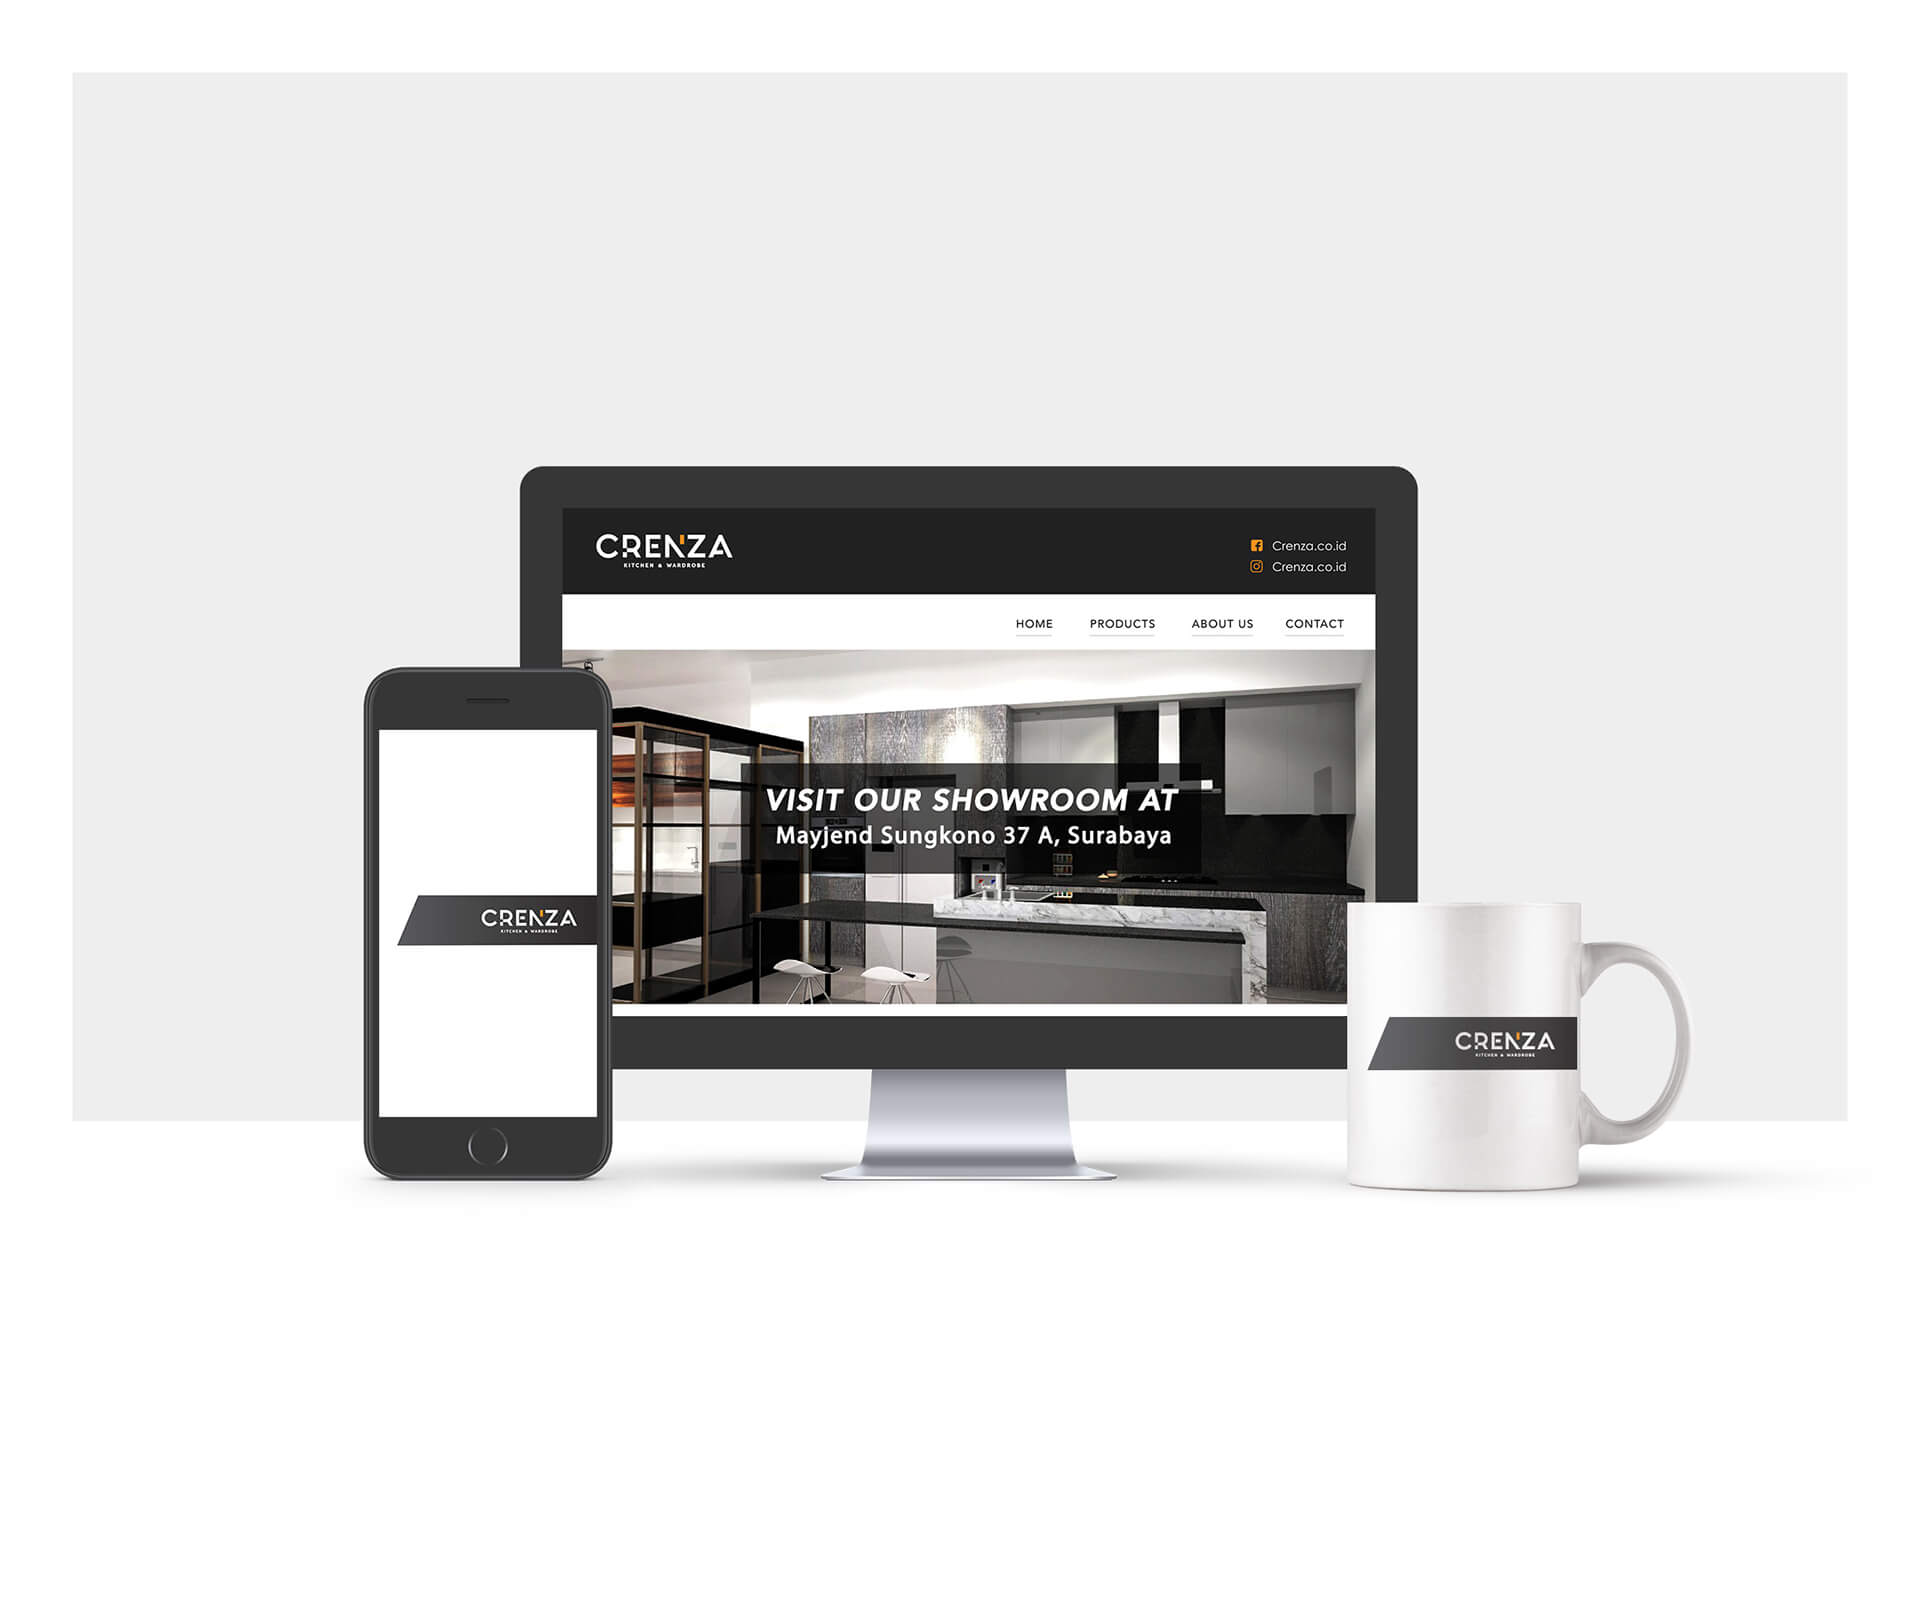 CRENZA
KITCHEN & WARDROBE
Crenza.co.id
Crenza.co.id
HOME PRODUCTS ABOUT US CONTACT
VISIT OUR SHOWROOM AT
Mayjend Sungkono 37 A, Surabaya
CRENZA
KITCHEN & WARDROBE
CRENZA
KITCHEN & WARDROBE